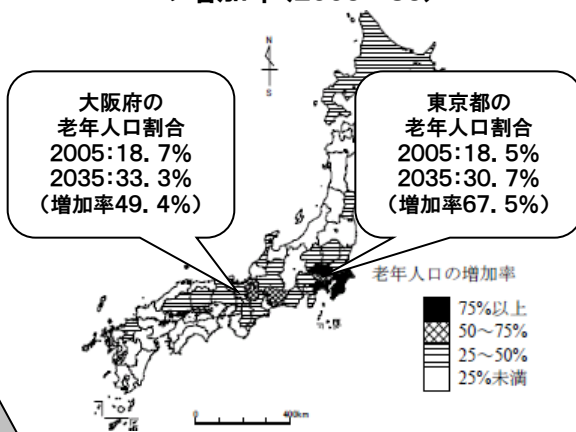 大阪府の
老年人口割合
2005:18.7%
2035:33.3%
(増加率49.4%)
東京都の
老年人口割合
2005:18.5%
2035:30.7%
(増加率67.5%)
N
S
老年人口の増加率
75%以上
50～75%
25～50%
25%未満
0
400km